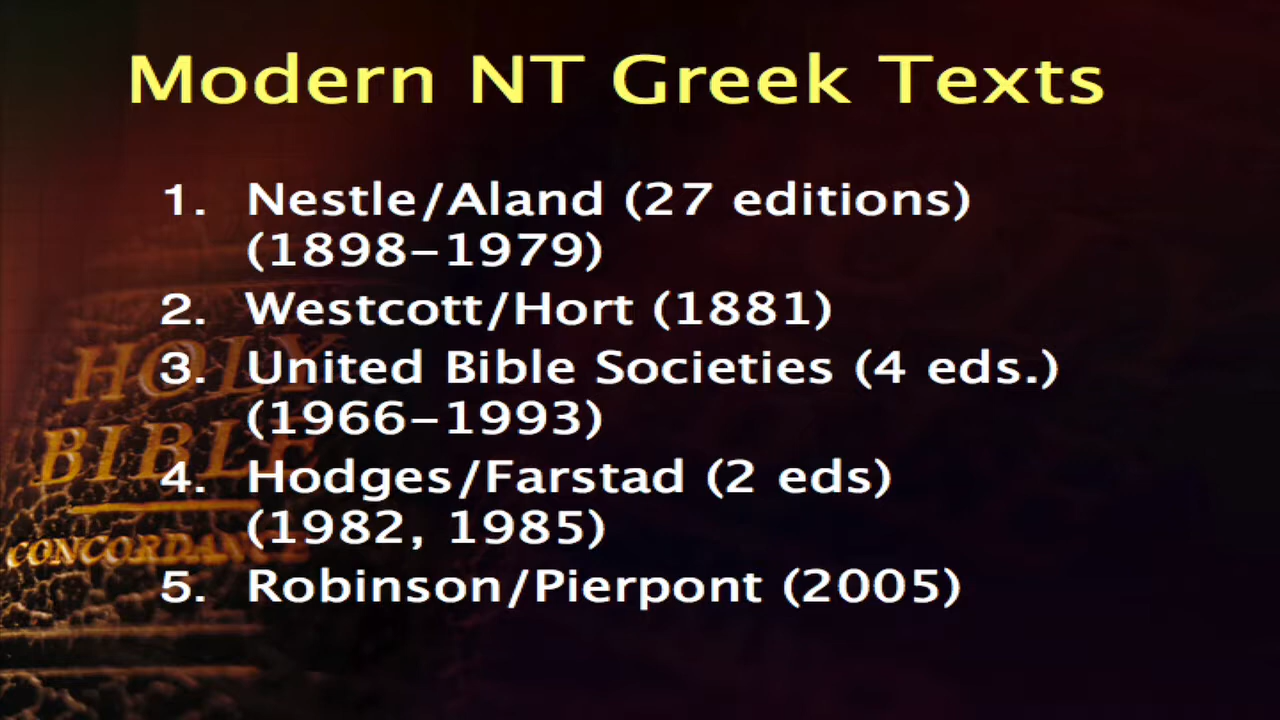 Modern NT Greek Texts
1. Nestle/Aland (27 editions)
(1898–1979)
2. Westcott/Hort (1881)
3. United Bible Societies (4 eds.)
(1966–1993)
4. Hodges/Farstad (2 eds)
(1982, 1985)
5. Robinson/Pierpont (2005)
HOLY
BIBLE
CONCORDANCE